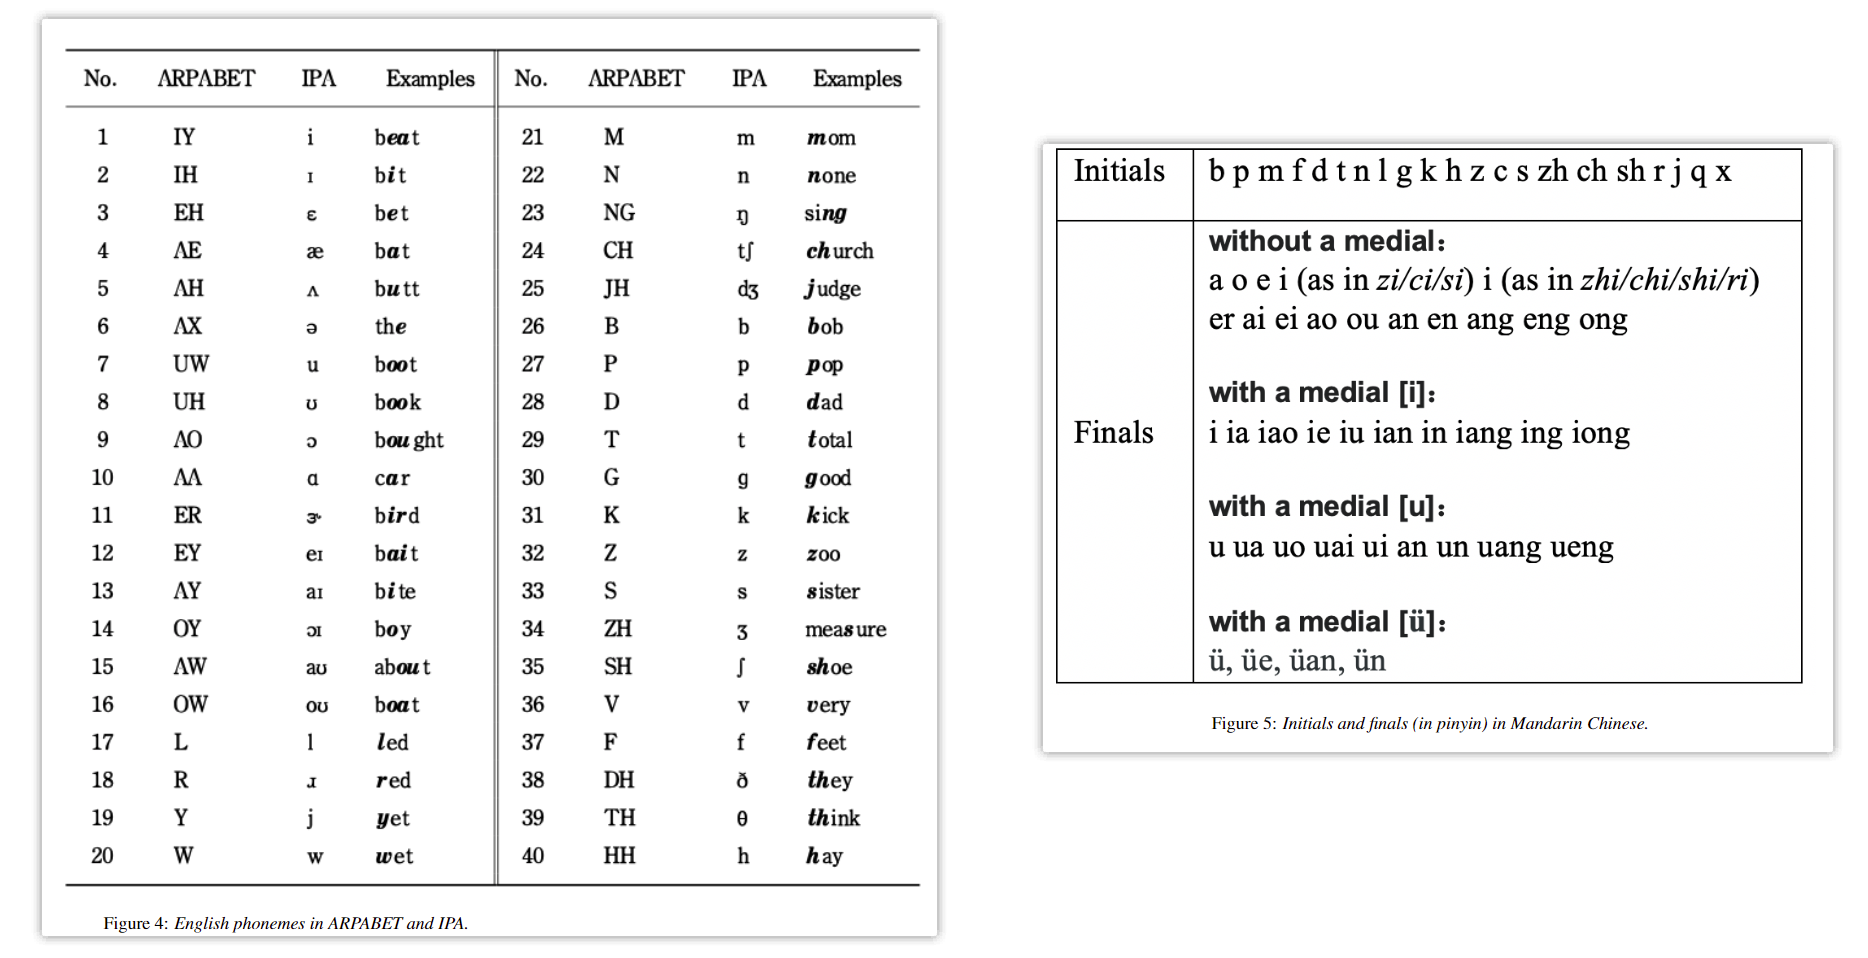 No. ARPABET IPA Examples No. ARPABET IPA Examples
1 IY i beat 21 M m mom
2 IH ɪ bit 22 N n none
3 EH ɛ bet 23 NG ŋ sing
4 AE æ bat 24 CH tʃ church
5 AH ʌ butt 25 JH dʒ judge
6 AX ə the 26 B b bob
7 UW u boot 27 P p pop
8 UH ʊ book 28 D d dad
9 AO ɔ bought 29 T t total
10 AA ɑ car 30 G g good
11 ER ɝ bird 31 K k kick
12 EY eɪ bait 32 Z z zoo
13 AY aɪ bite 33 S s sister
14 OY ɔɪ boy 34 ZH ʒ measure
15 AW aʊ about 35 SH ʃ shoe
16 OW oʊ boat 36 V v very
17 L l led 37 F f feet
18 R ɹ red 38 DH ð they
19 Y j yet 39 TH θ think
20 W w wet 40 HH h hay
Figure 4: English phonemes in ARPABET and IPA.
Initials b p m f d t n l g k h z c s zh ch sh r j q x
Finals
without a medial：
a o e i (as in zi/ci/si) i (as in zhi/chi/shi/ri)
er ai ei ao ou an en ang eng ong
with a medial [i]：
i ia iao ie iu ian in iang ing iong
with a medial [u]：
u ua uo uai ui an un uang ueng
with a medial [ü]：
ü, üe, üan, ün
Figure 5: Initials and finals (in pinyin) in Mandarin Chinese.